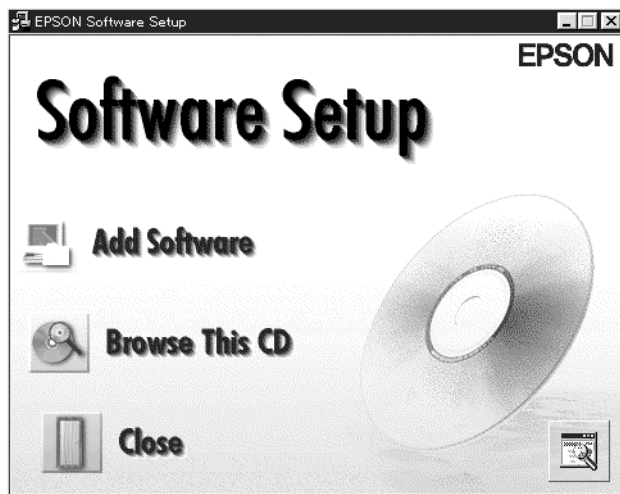 EPSON Software Setup
EPSON
Software Setup
Add Software
Browse This CD
Close